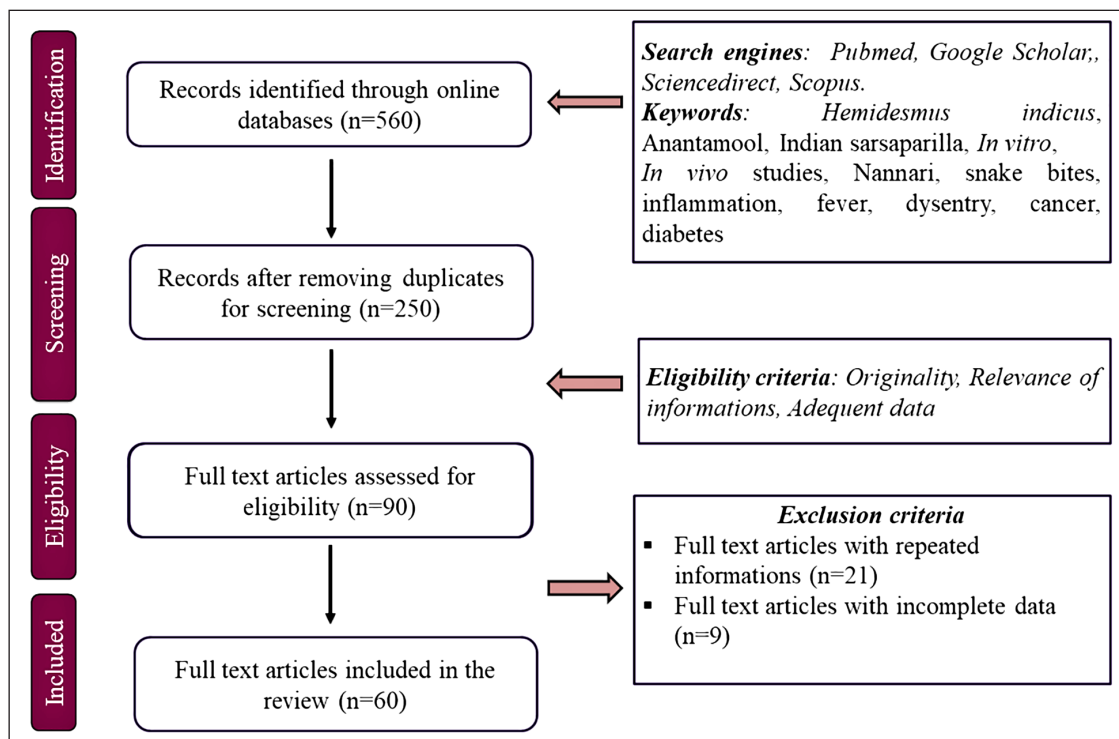 Identification
Records identified through online
databases (n=560)
Search engines: Pubmed, Google Scholar,,
Sciencedirect, Scopus.
Keywords: Hemidesmus indicus,
Anantamool, Indian sarsaparilla, In vitro,
In vivo studies, Nannari, snake bites,
inflammation, fever, dysentry, cancer,
diabetes
Screening
Records after removing duplicates
for screening (n=250)
Eligibility criteria: Originality, Relevance of
informations, Adequent data
Eligibility
Full text articles assessed for
eligibility (n=90)
Exclusion criteria
▪ Full text articles with repeated
informations (n=21)
▪ Full text articles with incomplete data
(n=9)
Included
Full text articles included in the
review (n=60)